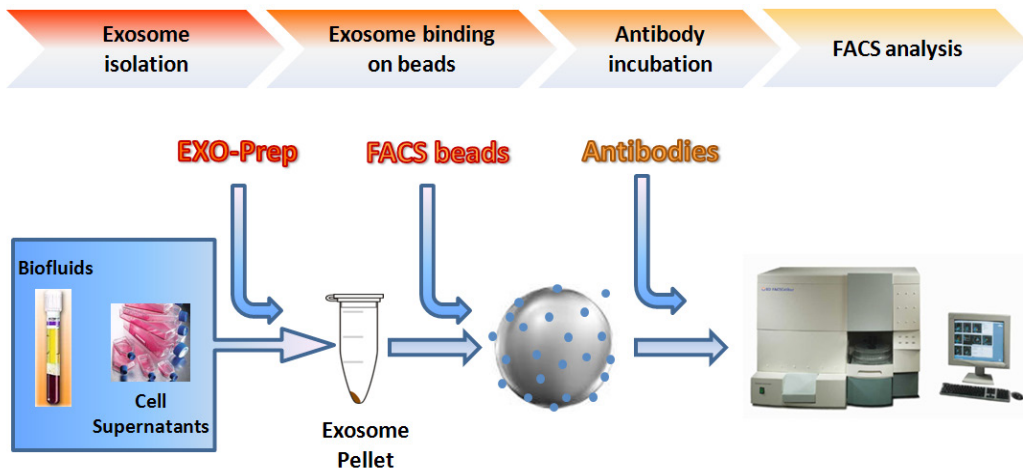 Exosome
isolation
Exosome binding
on beads
Antibody
incubation
FACS analysis
EXO-Prep
FACS beads
Antibodies
Biofluids
Cell
Supernatants
Exosome
Pellet